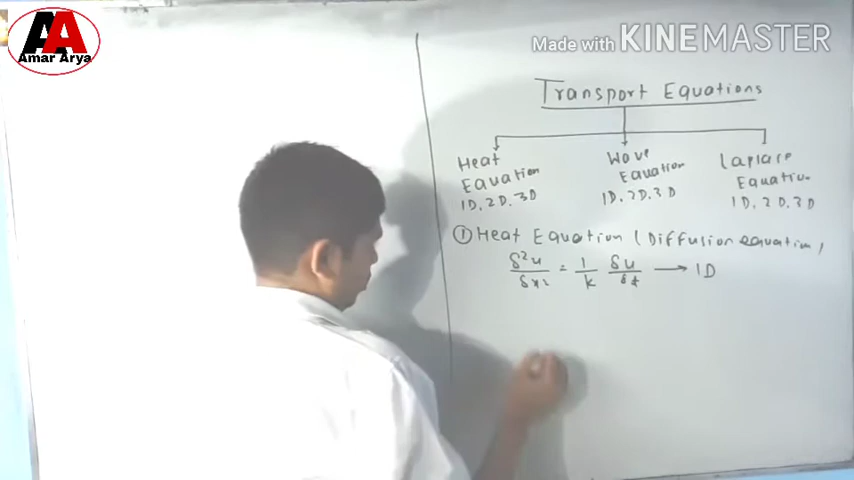 AA
Amar Arya
Made with KINEMASTER
Transport Equations
Heat Equation 1D, 2D, 3D
Wave Equation 1D, 2D, 3D
Laplace Equation 1D, 2D, 3D
① Heat Equation (Diffusion equation)
δ²u/δx² = 1/k δu/δt → 1D